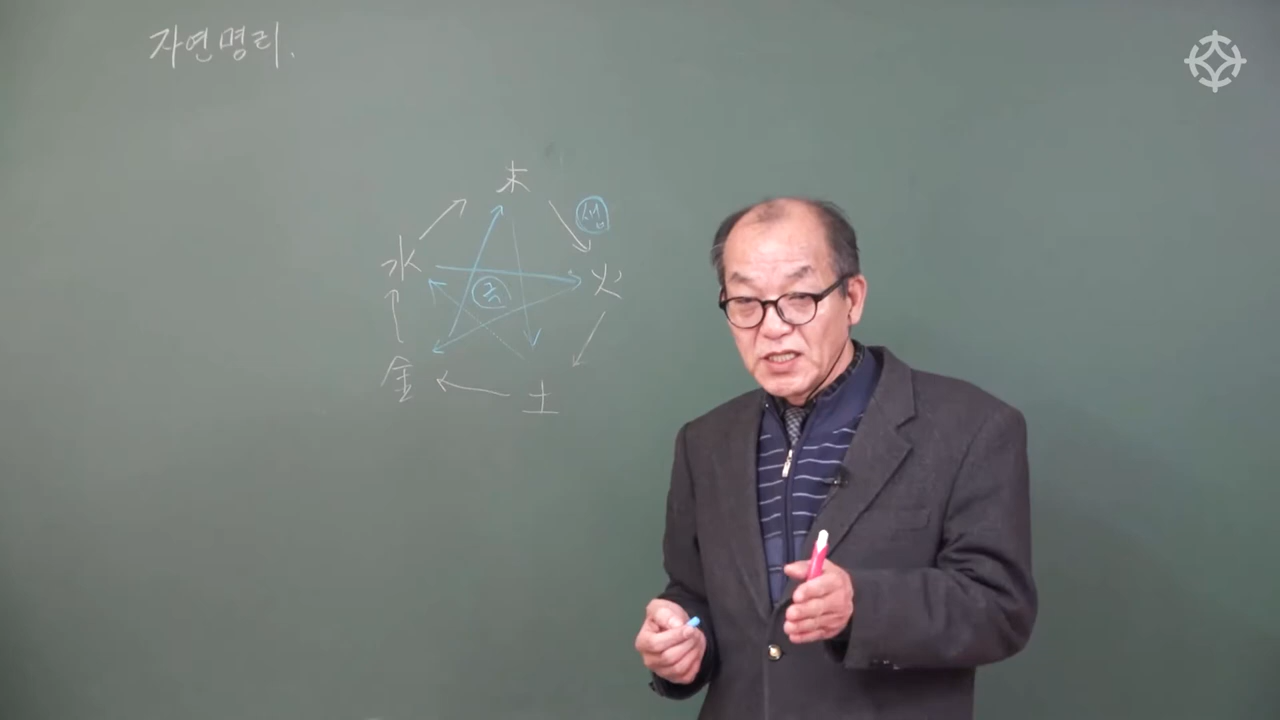 자연명리.
木
생
水
극
火
金
土